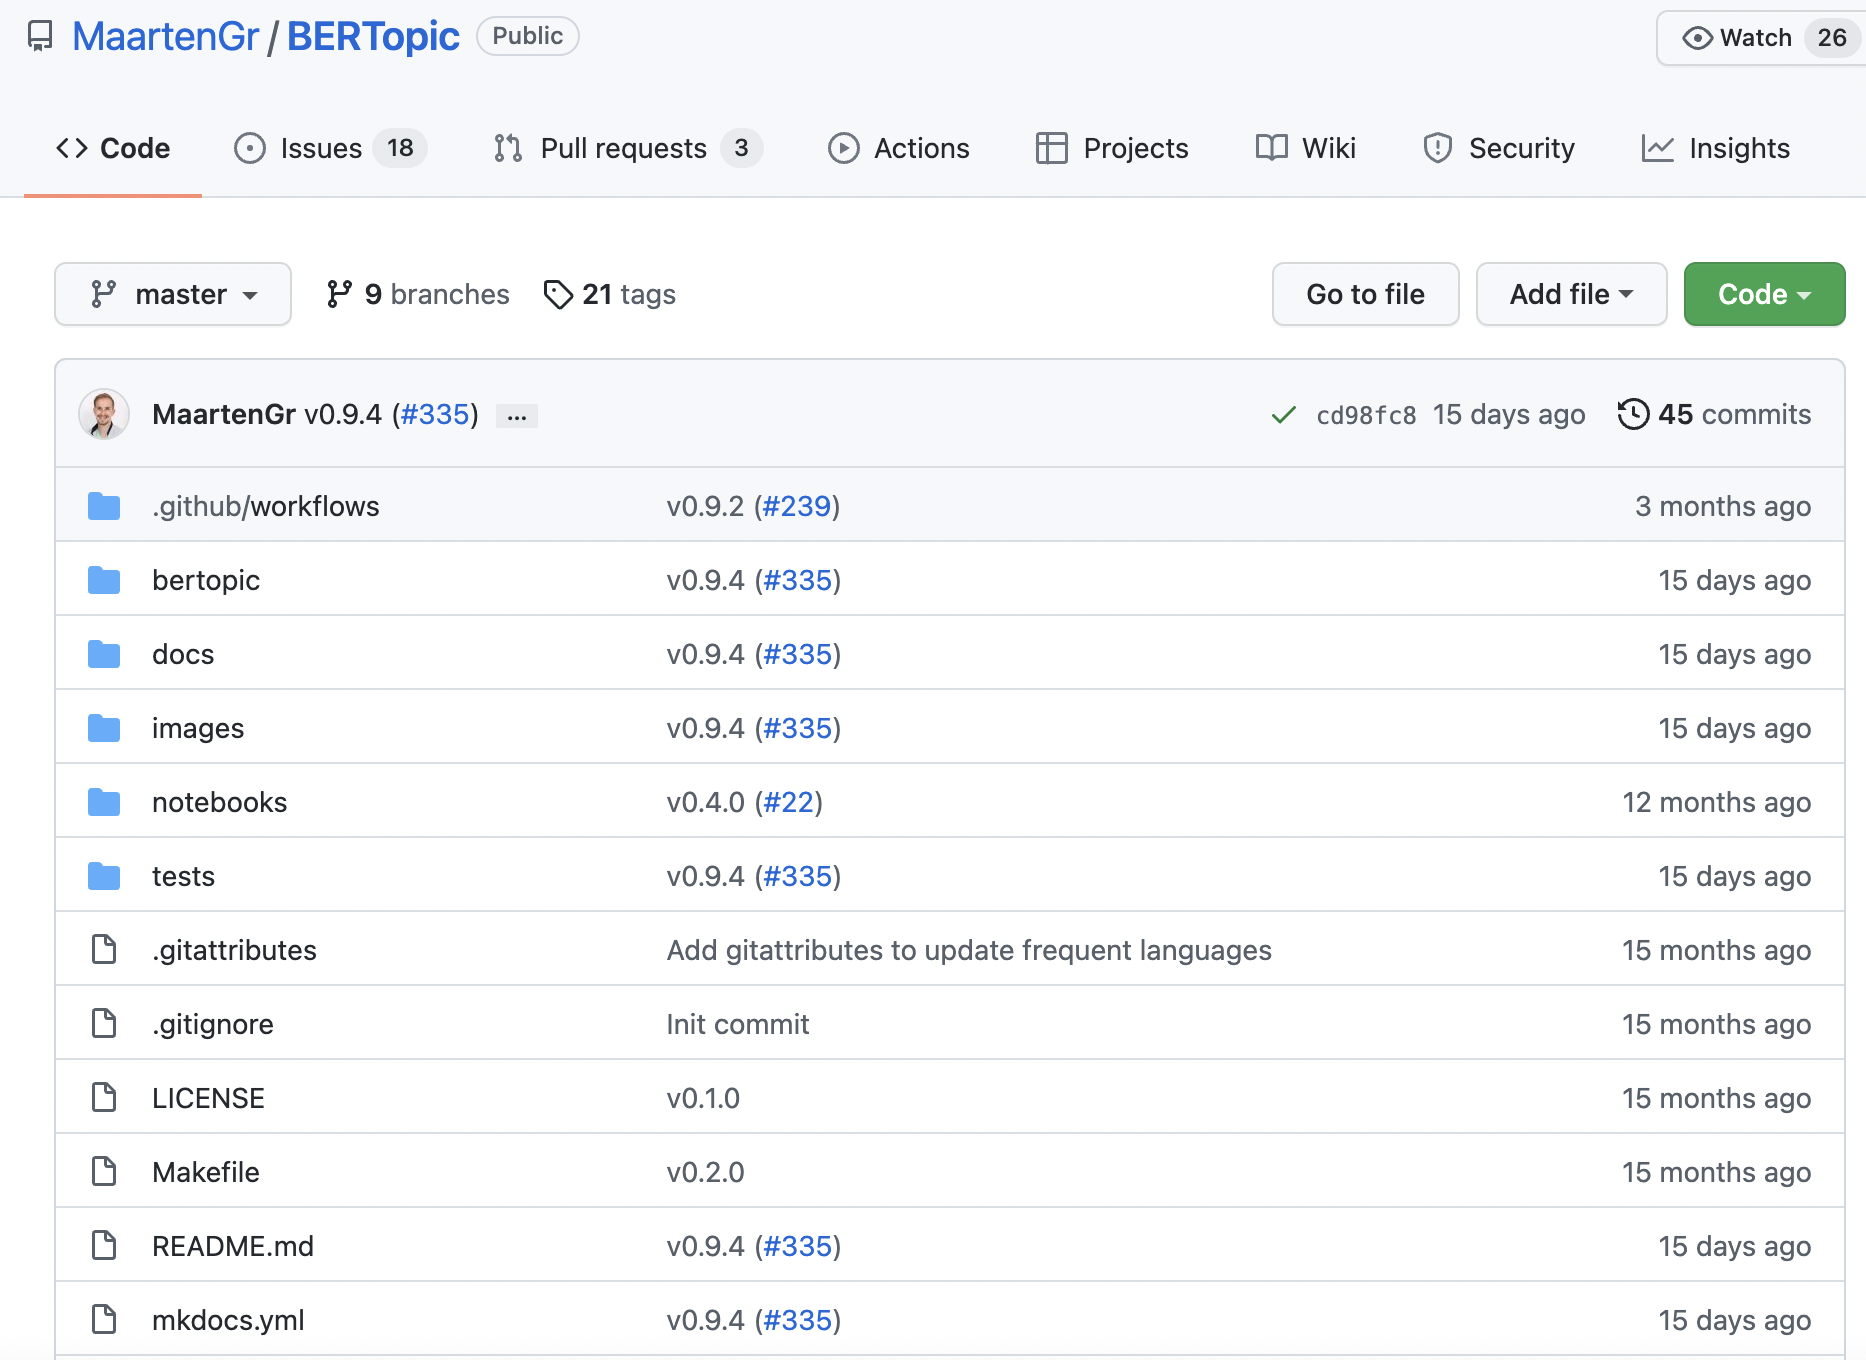 MaartenGr / BERTopic Public Watch 26
Code Issues 18 Pull requests 3 Actions Projects Wiki Security Insights
master 9 branches 21 tags Go to file Add file Code
MaartenGr v0.9.4 (#335) ... cd98fc8 15 days ago 45 commits
.github/workflows v0.9.2 (#239) 3 months ago
bertopic v0.9.4 (#335) 15 days ago
docs v0.9.4 (#335) 15 days ago
images v0.9.4 (#335) 15 days ago
notebooks v0.4.0 (#22) 12 months ago
tests v0.9.4 (#335) 15 days ago
.gitattributes Add gitattributes to update frequent languages 15 months ago
.gitignore Init commit 15 months ago
LICENSE v0.1.0 15 months ago
Makefile v0.2.0 15 months ago
README.md v0.9.4 (#335) 15 days ago
mkdocs.yml v0.9.4 (#335) 15 days ago